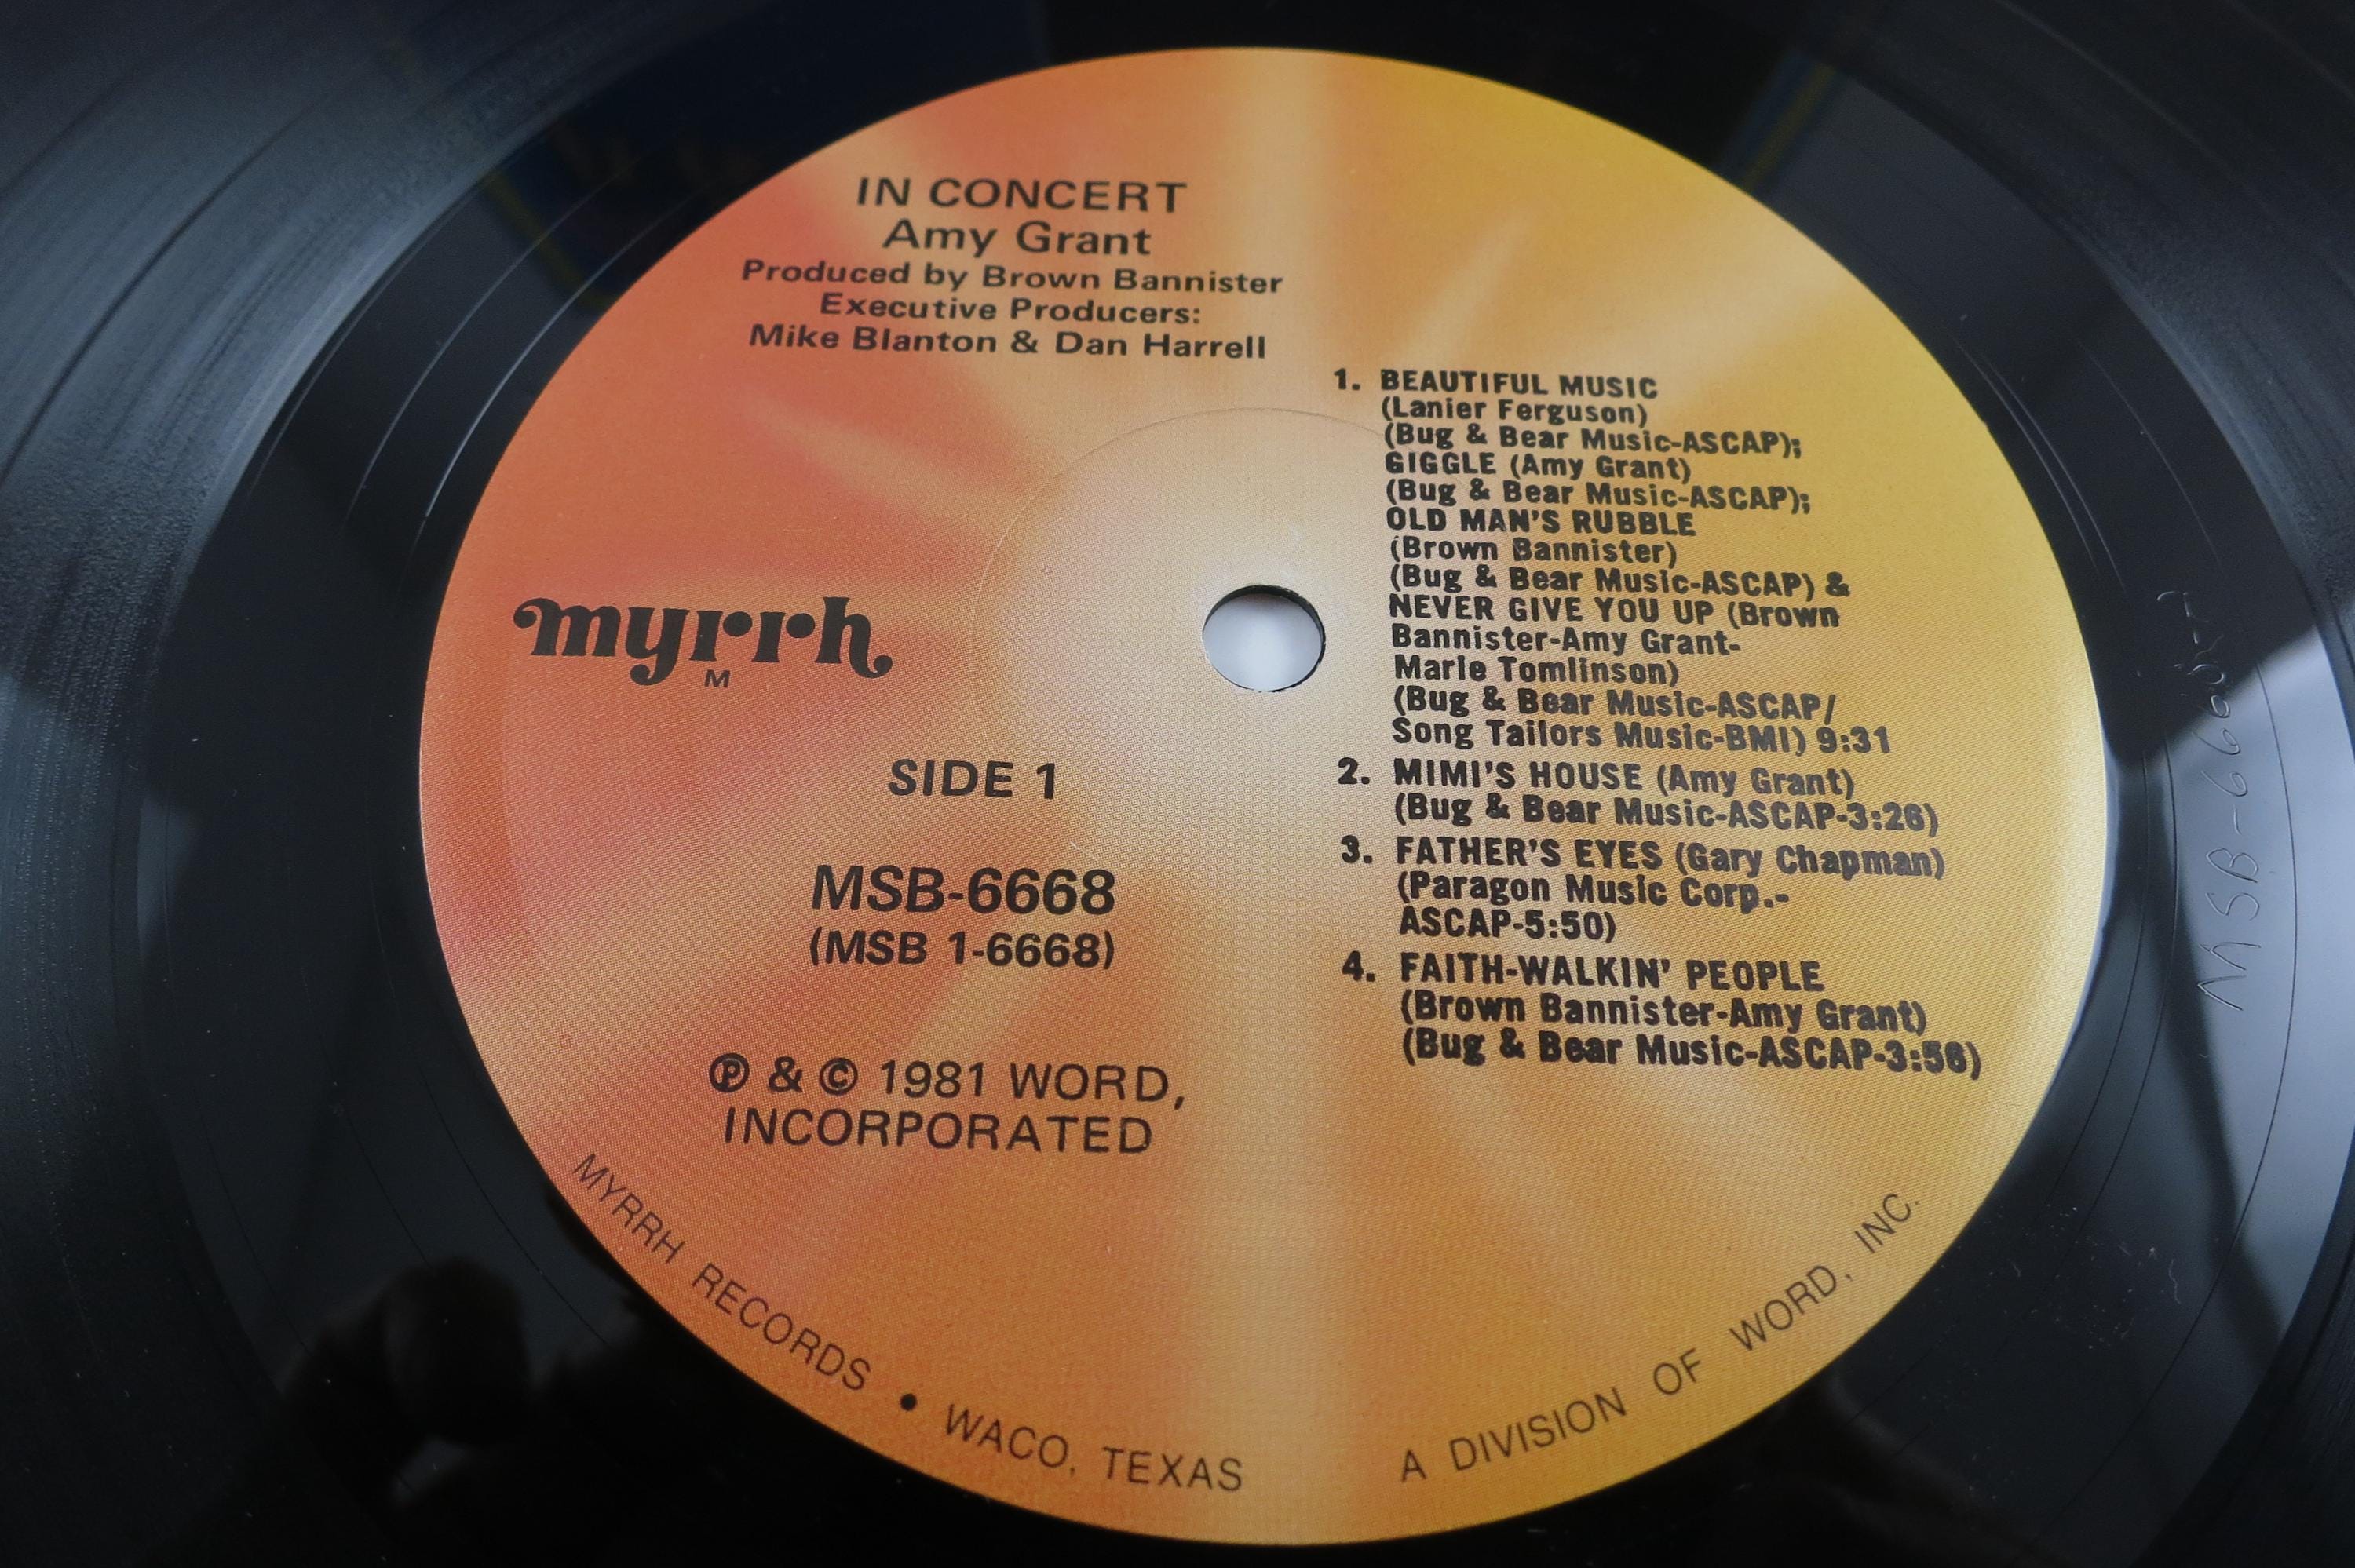 IN CONCERT
Amy Grant
Produced by Brown Bannister
Executive Producers:
Mike Blanton & Dan Harrell
myrrh
M
SIDE 1
MSB-6668
(MSB 1-6668)
℗ & © 1981 WORD,
INCORPORATED
1. BEAUTIFUL MUSIC
(Lanier Ferguson)
(Bug & Bear Music-ASCAP);
GIGGLE (Amy Grant)
(Bug & Bear Music-ASCAP);
OLD MAN'S RUBBLE
(Brown Bannister)
(Bug & Bear Music-ASCAP) &
NEVER GIVE YOU UP (Brown
Bannister-Amy Grant-
Marie Tomlinson)
(Bug & Bear Music-ASCAP/
Song Tailors Music-BMI) 9:31
2. MIMI'S HOUSE (Amy Grant)
(Bug & Bear Music-ASCAP-3:26)
3. FATHER'S EYES (Gary Chapman)
(Paragon Music Corp.-
ASCAP-5:50)
4. FAITH-WALKIN' PEOPLE
(Brown Bannister-Amy Grant)
(Bug & Bear Music-ASCAP-3:56)
MYRRH RECORDS • WACO, TEXAS
A DIVISION OF WORD, INC.